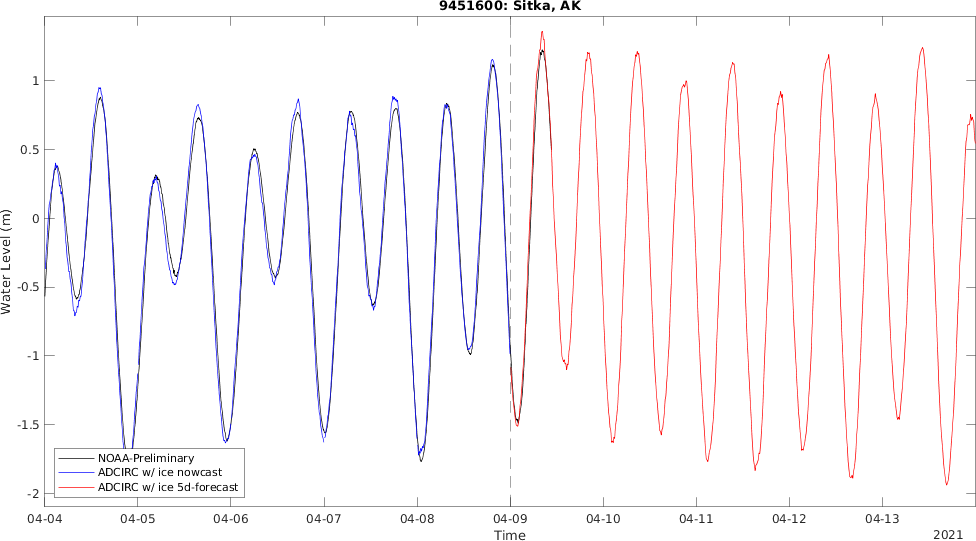 9451600: Sitka, AK
Water Level (m)
1
0.5
0
-0.5
-1
-1.5
-2
NOAA-Preliminary
ADCIRC w/ ice nowcast
ADCIRC w/ ice 5d-forecast
04-04 04-05 04-06 04-07 04-08 04-09 04-10 04-11 04-12 04-13
Time
2021